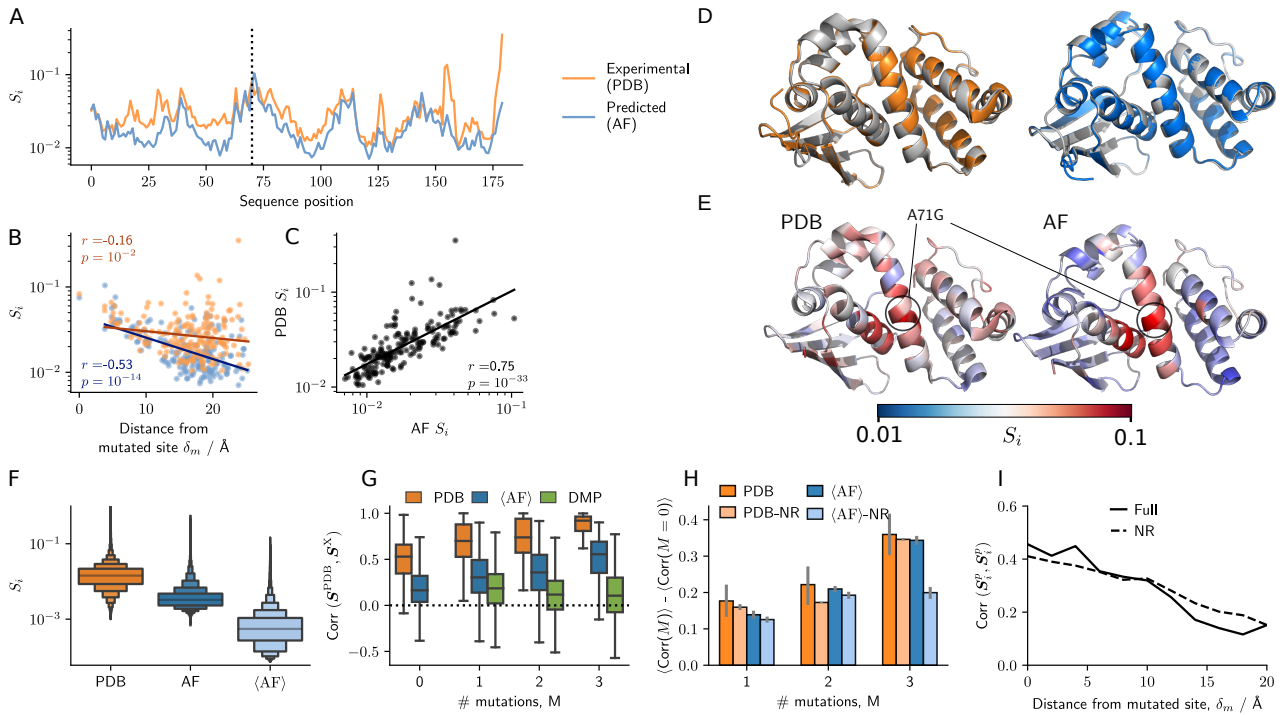 A
S_i
10⁻¹
10⁻²
0
25
50
75
100
125
150
175
Sequence position
Experimental
(PDB)
Predicted
(AF)
B
r =-0.16
p = 10⁻²
S_i
10⁻¹
10⁻²
r =-0.53
p = 10⁻¹⁴
0
10
20
Distance from
mutated site δ_m / Å
C
PDB S_i
10⁻¹
10⁻²
r =0.75
p = 10⁻³³
10⁻²
10⁻¹
AF S_i
D
E
PDB
A71G
AF
0.01
S_i
0.1
F
S_i
10⁻¹
10⁻³
PDB
AF
⟨AF⟩
G
PDB
⟨AF⟩
DMP
Corr (S^PDB, S^X)
1.0
0.5
0.0
−0.5
0
1
2
3
# mutations, M
H
PDB
PDB-NR
⟨AF⟩
⟨AF⟩-NR
⟨Corr(M)⟩ - ⟨Corr(M = 0)⟩
0.4
0.3
0.2
0.1
0.0
1
2
3
# mutations, M
I
Full
NR
Corr (S_i^p, S_i^p)
0.6
0.4
0.2
0.0
0
5
10
15
20
Distance from mutated site, δ_m / Å